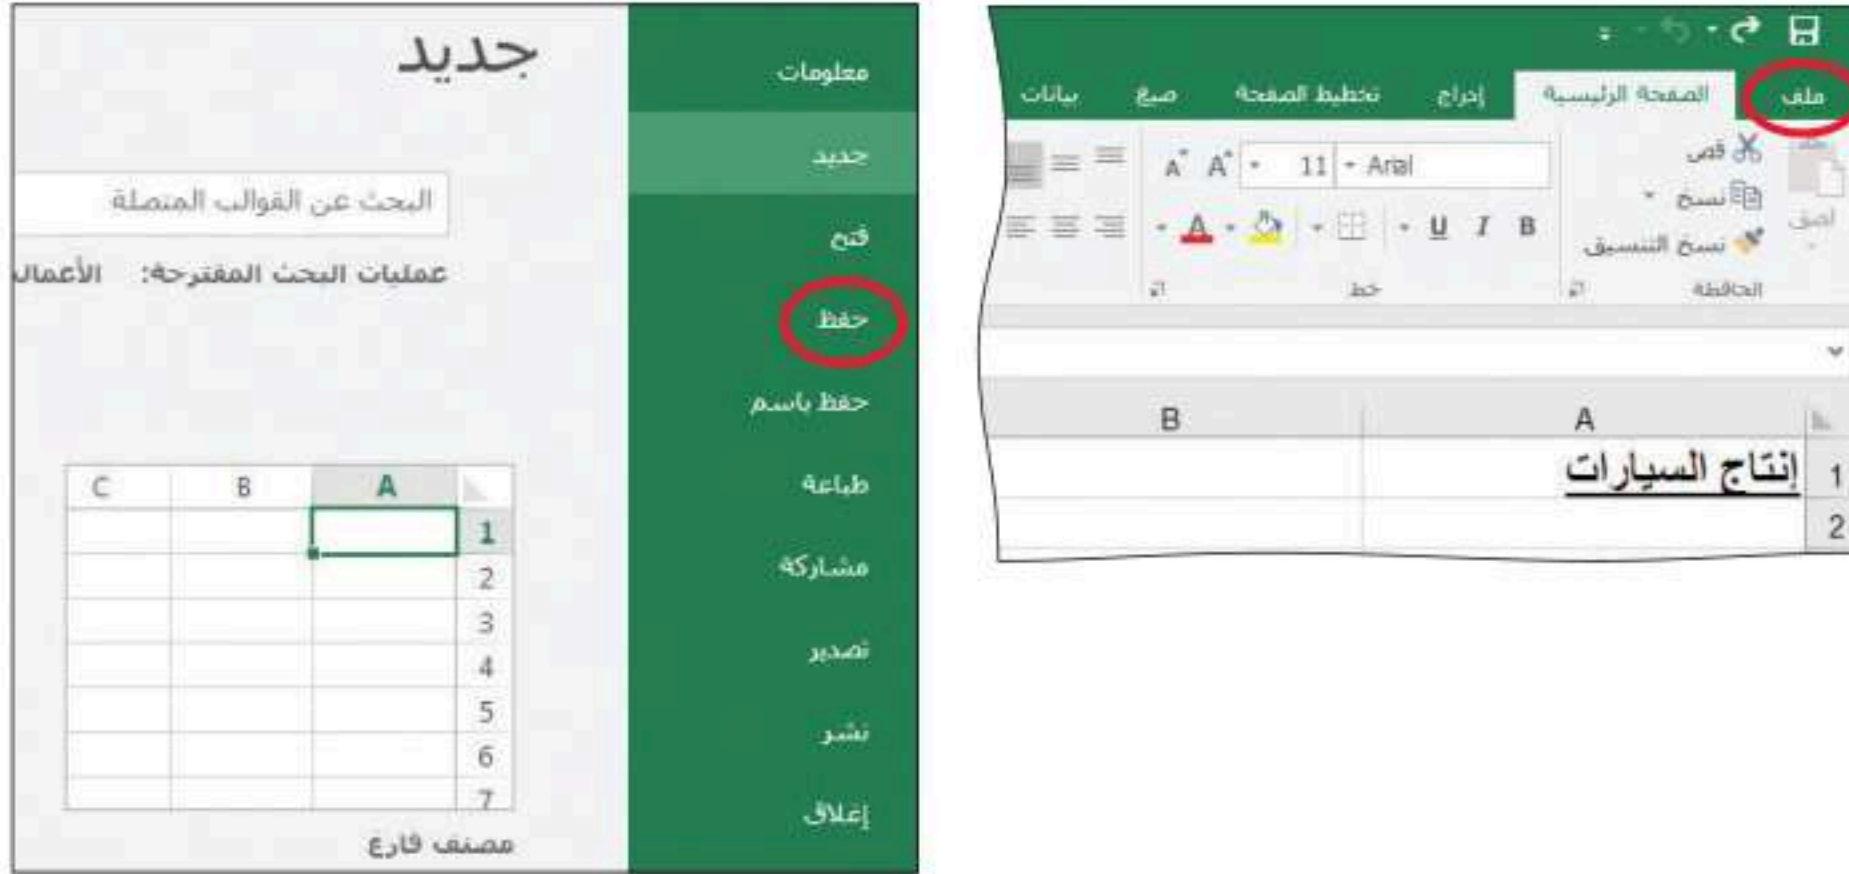 ملف الصفحة الرئيسية إدراج تخطيط الصفحة صيغ بيانات
قص
نسخ
نسخ التنسيق
لصق
Arial 11 A A
B I U A
الحافظة خط
A B
1 إنتاج السيارات
2
معلومات
جديد
فتح
حفظ
حفظ باسم
طباعة
مشاركة
تصدير
نشر
إغلاق
جديد
البحث عن القوالب المتصلة
عمليات البحث المقترحة: الأعمال
A B C
1
2
3
4
5
6
7
مصنف فارغ